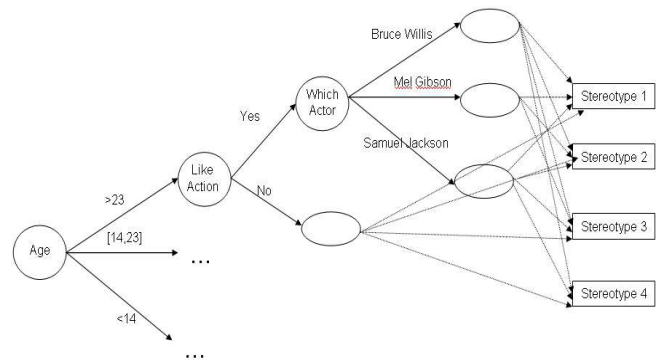 Bruce Willis
Which
Actor
Mel Gibson
Stereotype 1
Yes
Samuel Jackson
Stereotype 2
Like
Action
>23
No
Stereotype 3
Age
[14,23]
...
Stereotype 4
<14
...